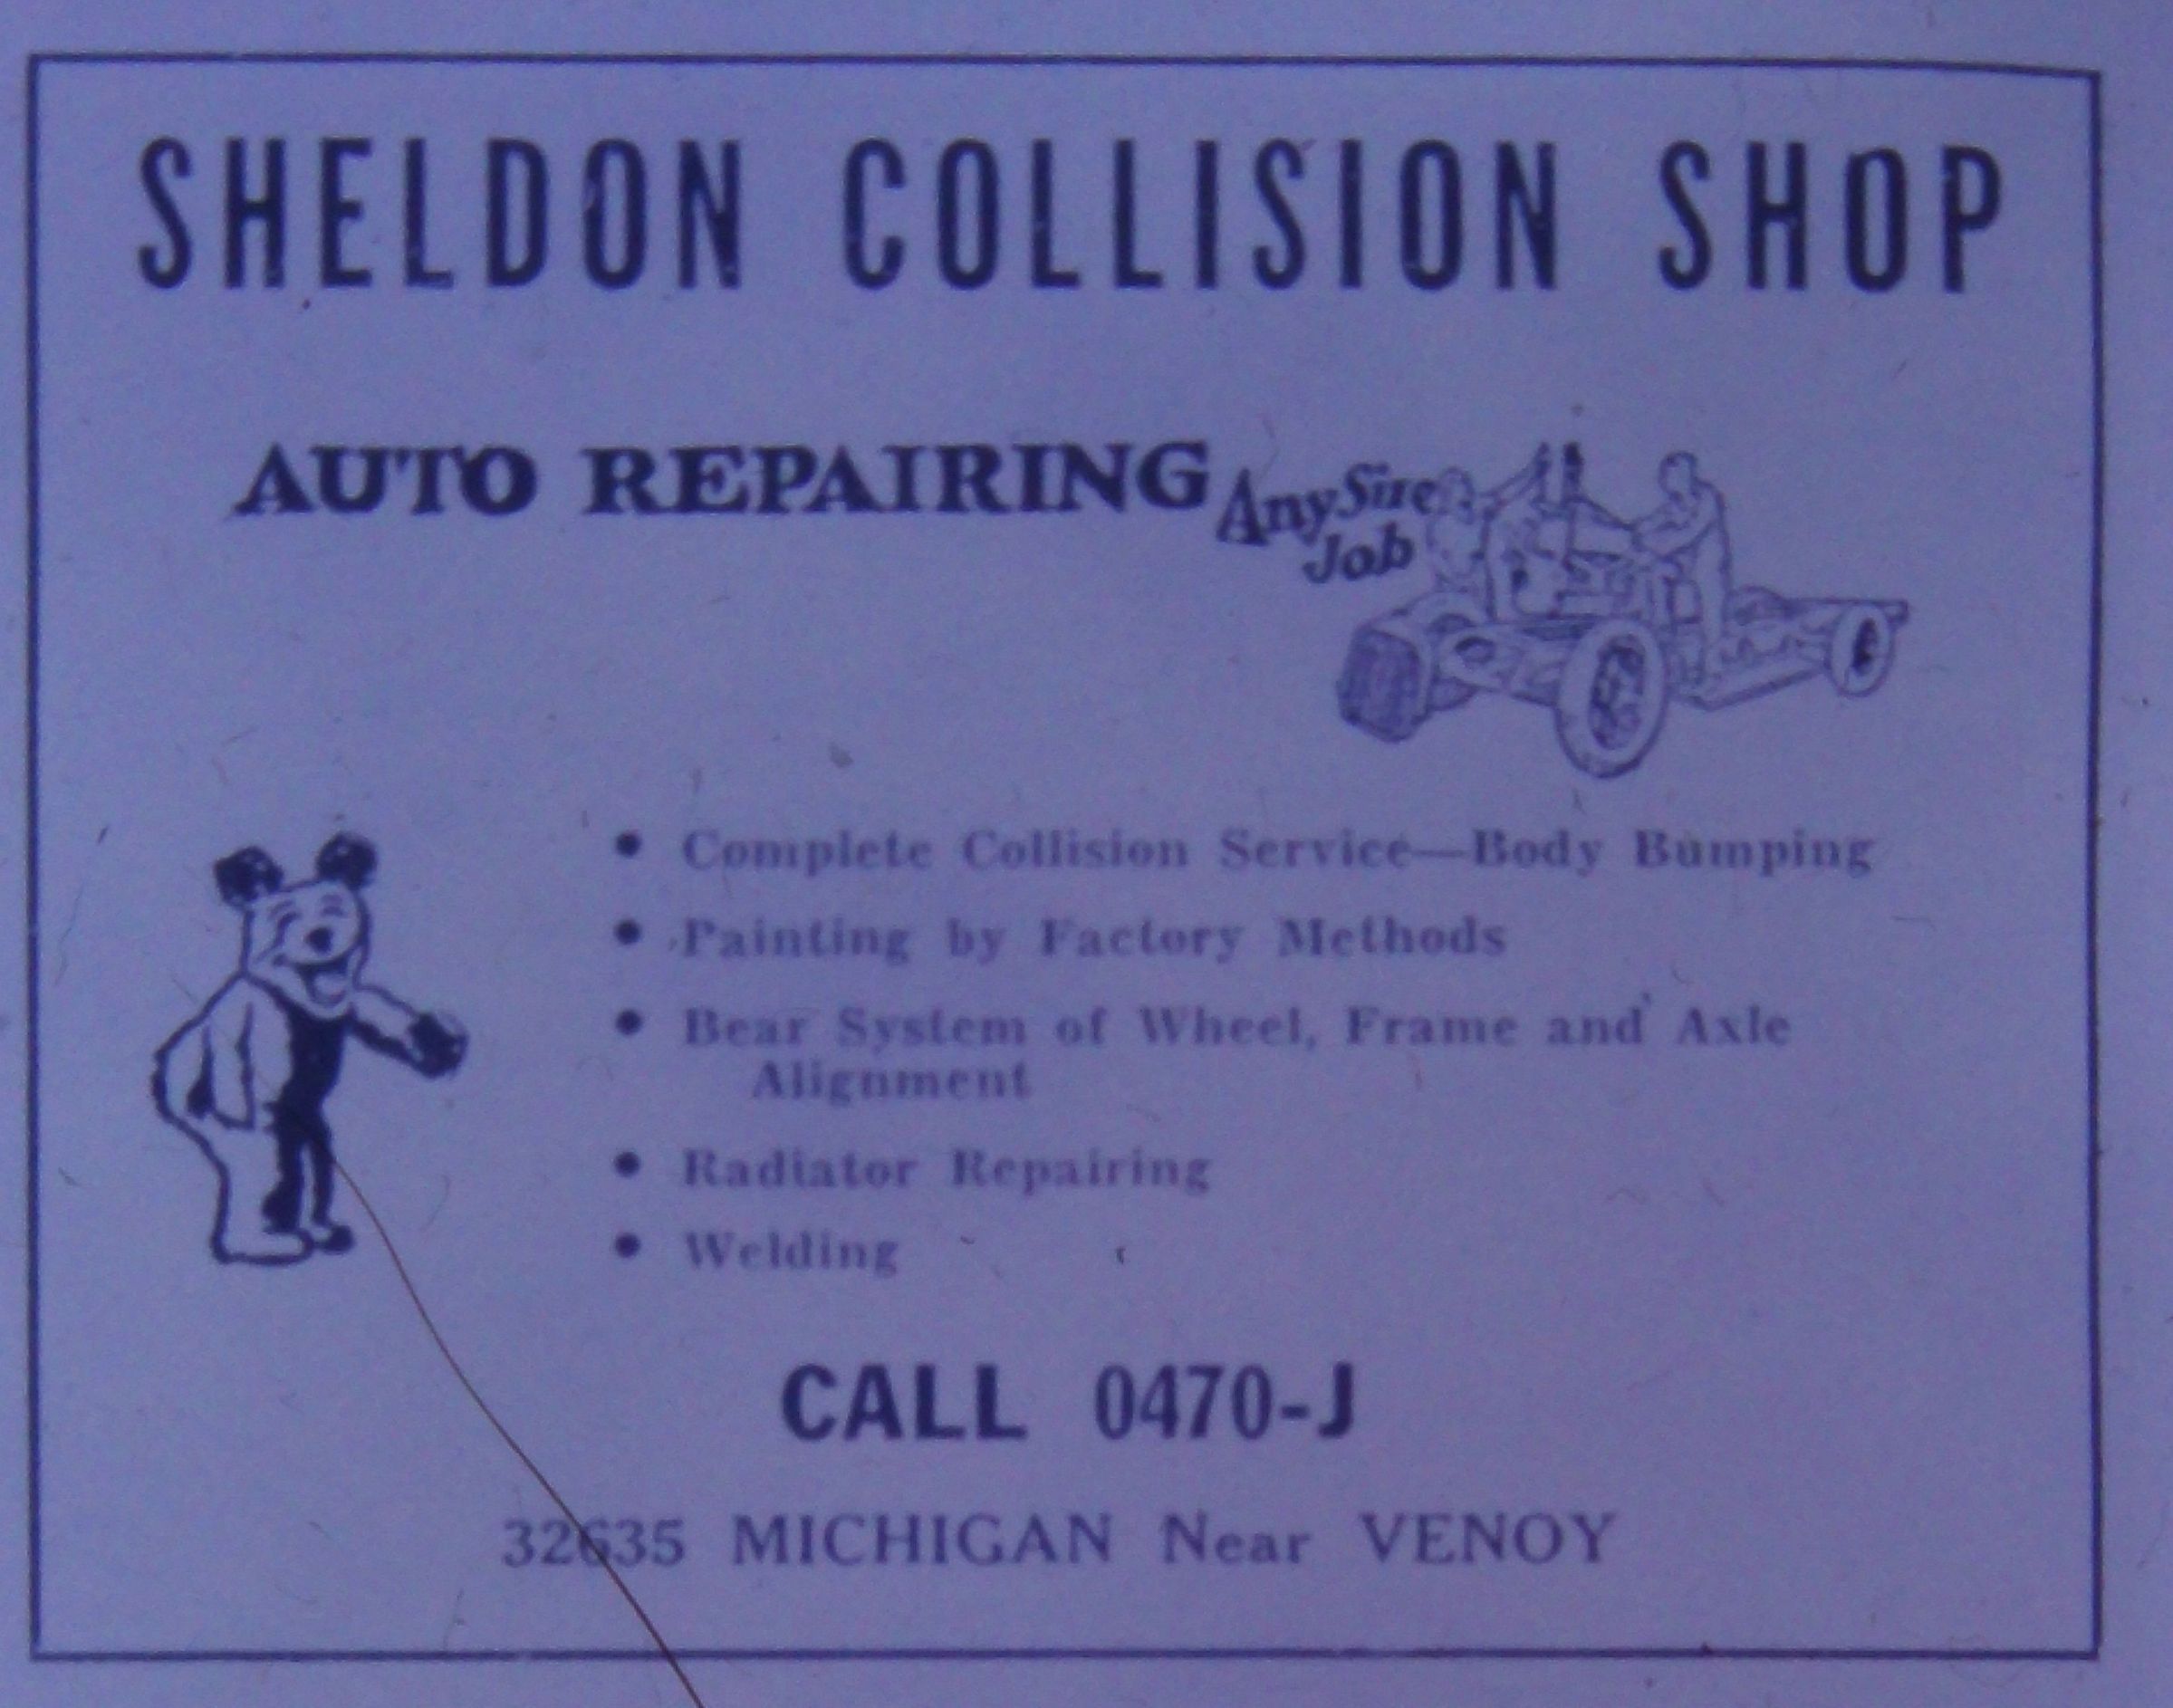 SHELDON COLLISION SHOP
AUTO REPAIRING
Any Size
Job
• Complete Collision Service—Body Bumping
• Painting by Factory Methods
• Bear System of Wheel, Frame and Axle
Alignment
• Radiator Repairing
• Welding
CALL 0470-J
32635 MICHIGAN Near VENOY